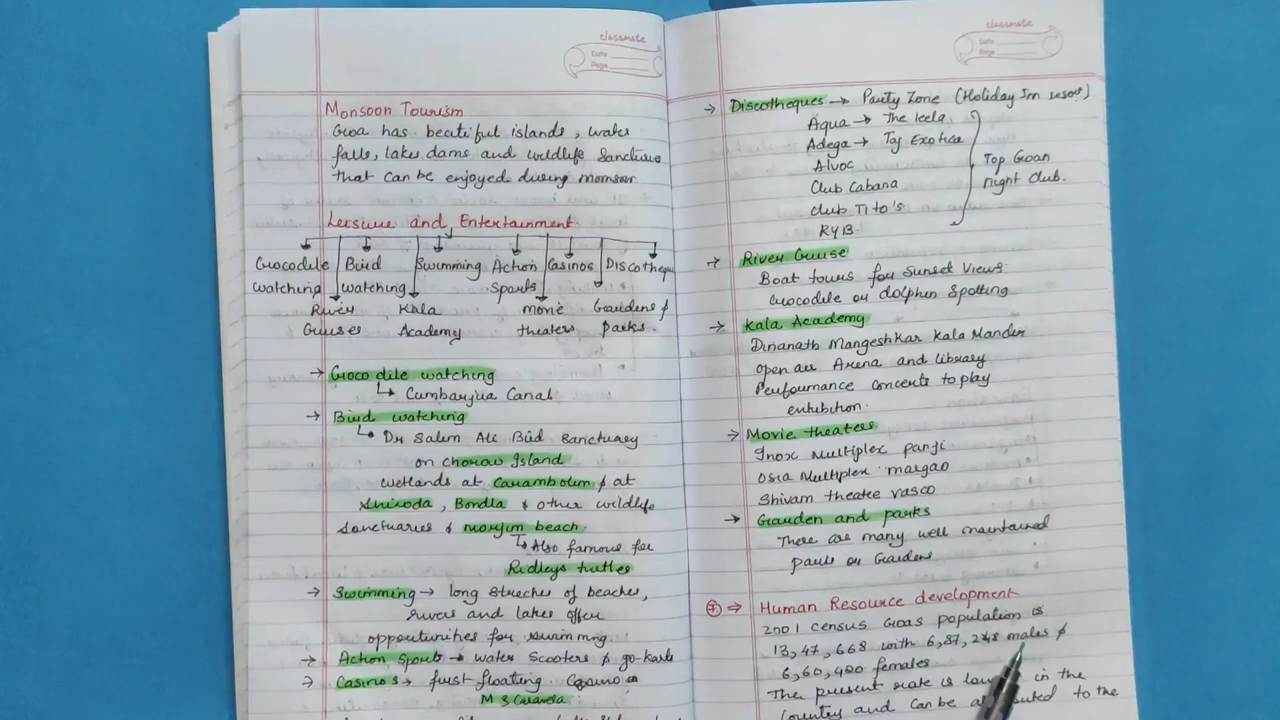 classmate
Date
Page
Monsoon Tourism
Goa has beautiful islands, water
falls, lakes dams and wildlife Sancturies
that can be enjoyed during monsoon
Leisure and Entertainment
Crocodile watching
Bird watching
Swimming
Action Sports
Casinos
Discotheque
River Cruises
Kala Academy
movie theaters
Gardens & parks.
→ Crocodile watching
↳ Cumbarjua Canal
→ Bird watching
↳ Dr Salim Ali Bird Sanctuary
on chorao Island
wetlands at Carambolim & at
Shiroda, Bondla & other wildlife
Sanctuaries & morjim beach.
↳ Also famous for
Ridleys turtles
→ Swimming → long streches of beaches,
rivers and lakes offer
opportunities for swimming.
→ Action Sports → water Scooters & go-karts
→ Casinos → first floating Casino
M S Caravela
classmate
Date
Page
→ Discotheques → Party Zone (Holiday Inn resort)
Aqua → The leela
Adega → Taj Exotica
Alvoc
Club Cabana
club Tito's
RYB
Top Goan
night club.
→ River Cruise
Boat tours for Sunset Views.
Crocodile or dolphin Spotting
→ Kala Academy
Dinanath Mangeshkar Kala Mander
open air Arena and library
Performance concerts to play
exhibition.
→ Movie theaters
Inox Multiplex panji
Osia Multiplex margao
Shivam theatre vasco
→ Garden and parks
There are many well maintained
park or Gardens
⇒ Human Resource development
2001 census Goas population is
13,47,668 with 6,87,248 males &
6,60,420 females
The present rate is in the
Country and can be to the